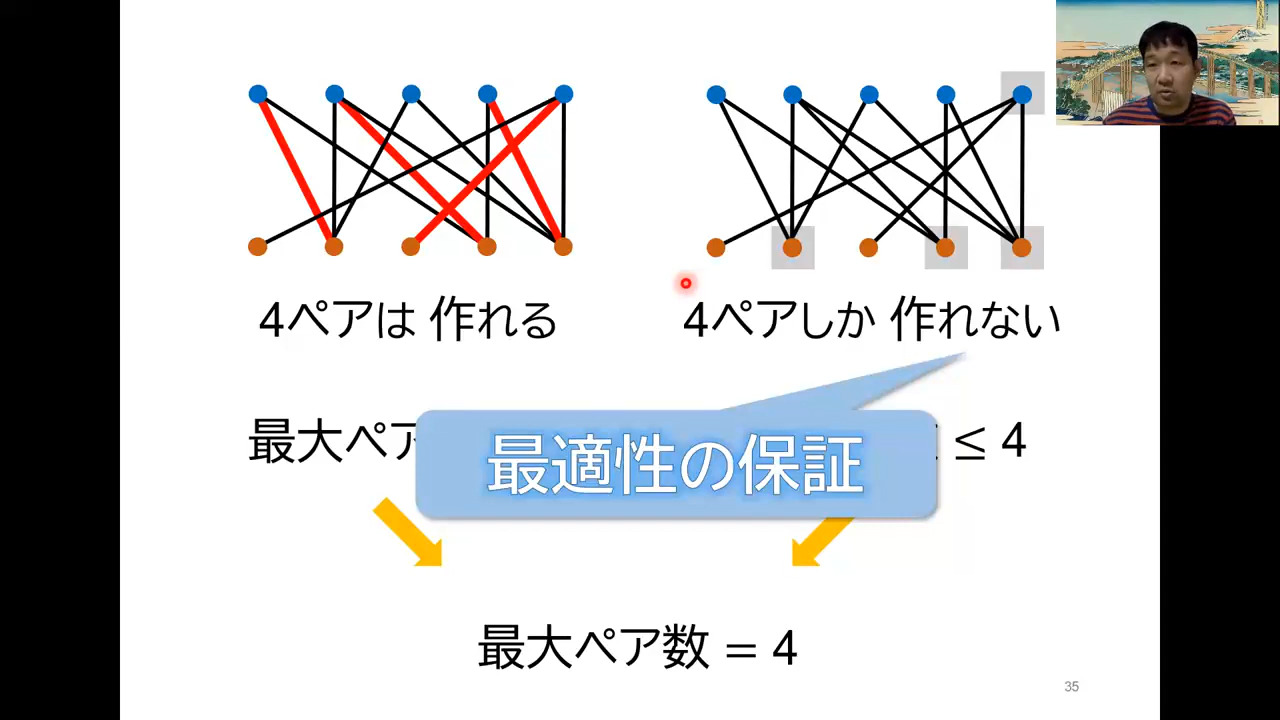 4ペアは 作れる
4ペアしか 作れない
最大ペア
≤ 4
最適性の保証
最大ペア数 = 4
35